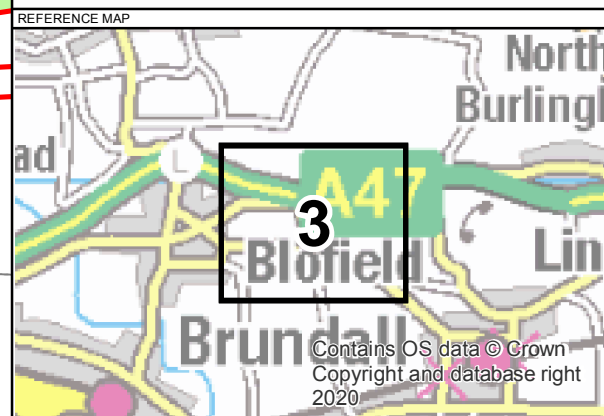 REFERENCE MAP
North
Burlingh
ad
L
A47
3
Blofield
Lin
Brundall
Contains OS data © Crown
Copyright and database right
2020